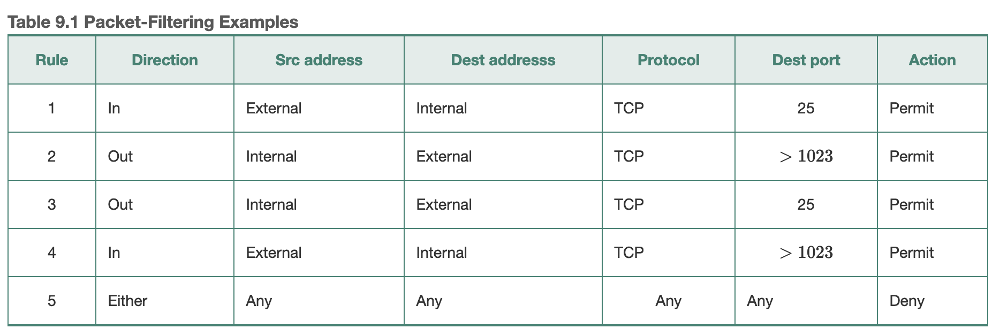 Table 9.1 Packet-Filtering Examples
Rule Direction Src address Dest addresss Protocol Dest port Action
1 In External Internal TCP 25 Permit
2 Out Internal External TCP > 1023 Permit
3 Out Internal External TCP 25 Permit
4 In External Internal TCP > 1023 Permit
5 Either Any Any Any Any Deny